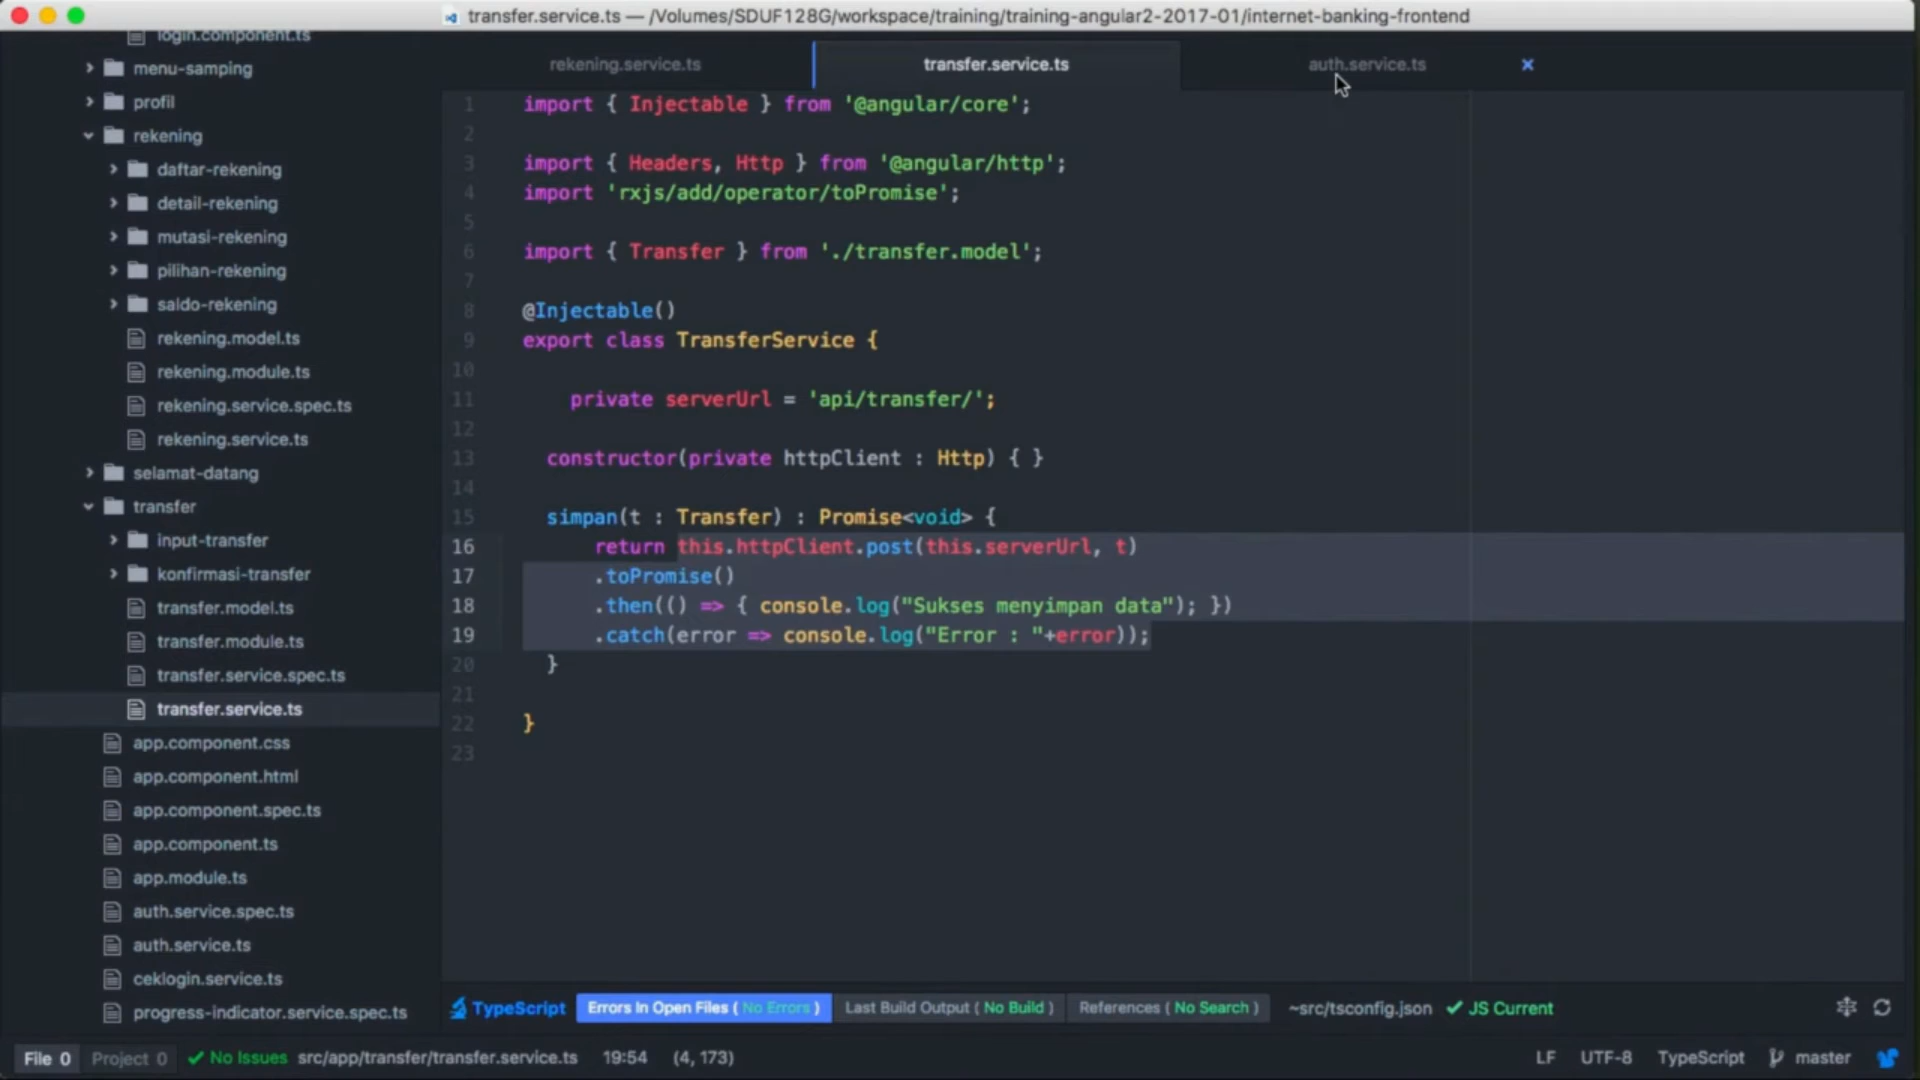 transfer.service.ts — /Volumes/SDUF128G/workspace/training/training-angular2-2017-01/internet-banking-frontend
login.component.ts
menu-samping
profil
rekening
daftar-rekening
detail-rekening
mutasi-rekening
pilihan-rekening
saldo-rekening
rekening.model.ts
rekening.module.ts
rekening.service.spec.ts
rekening.service.ts
selamat-datang
transfer
input-transfer
konfirmasi-transfer
transfer.model.ts
transfer.module.ts
transfer.service.spec.ts
transfer.service.ts
app.component.css
app.component.html
app.component.spec.ts
app.component.ts
app.module.ts
auth.service.spec.ts
auth.service.ts
ceklogin.service.ts
progress-indicator.service.spec.ts
rekening.service.ts transfer.service.ts auth.service.ts
1 import { Injectable } from '@angular/core';
2
3 import { Headers, Http } from '@angular/http';
4 import 'rxjs/add/operator/toPromise';
5
6 import { Transfer } from './transfer.model';
7
8 @Injectable()
9 export class TransferService {
10
11 private serverUrl = 'api/transfer/';
12
13 constructor(private httpClient : Http) { }
14
15 simpan(t : Transfer) : Promise<void> {
16 return this.httpClient.post(this.serverUrl, t)
17 .toPromise()
18 .then(() => { console.log("Sukses menyimpan data"); })
19 .catch(error => console.log("Error : "+error));
20 }
21
22 }
23
TypeScript Errors In Open Files ( No Errors ) Last Build Output ( No Build ) References ( No Search ) ~src/tsconfig.json JS Current
File 0 Project 0 No Issues src/app/transfer/transfer.service.ts 19:54 (4, 173) LF UTF-8 TypeScript master